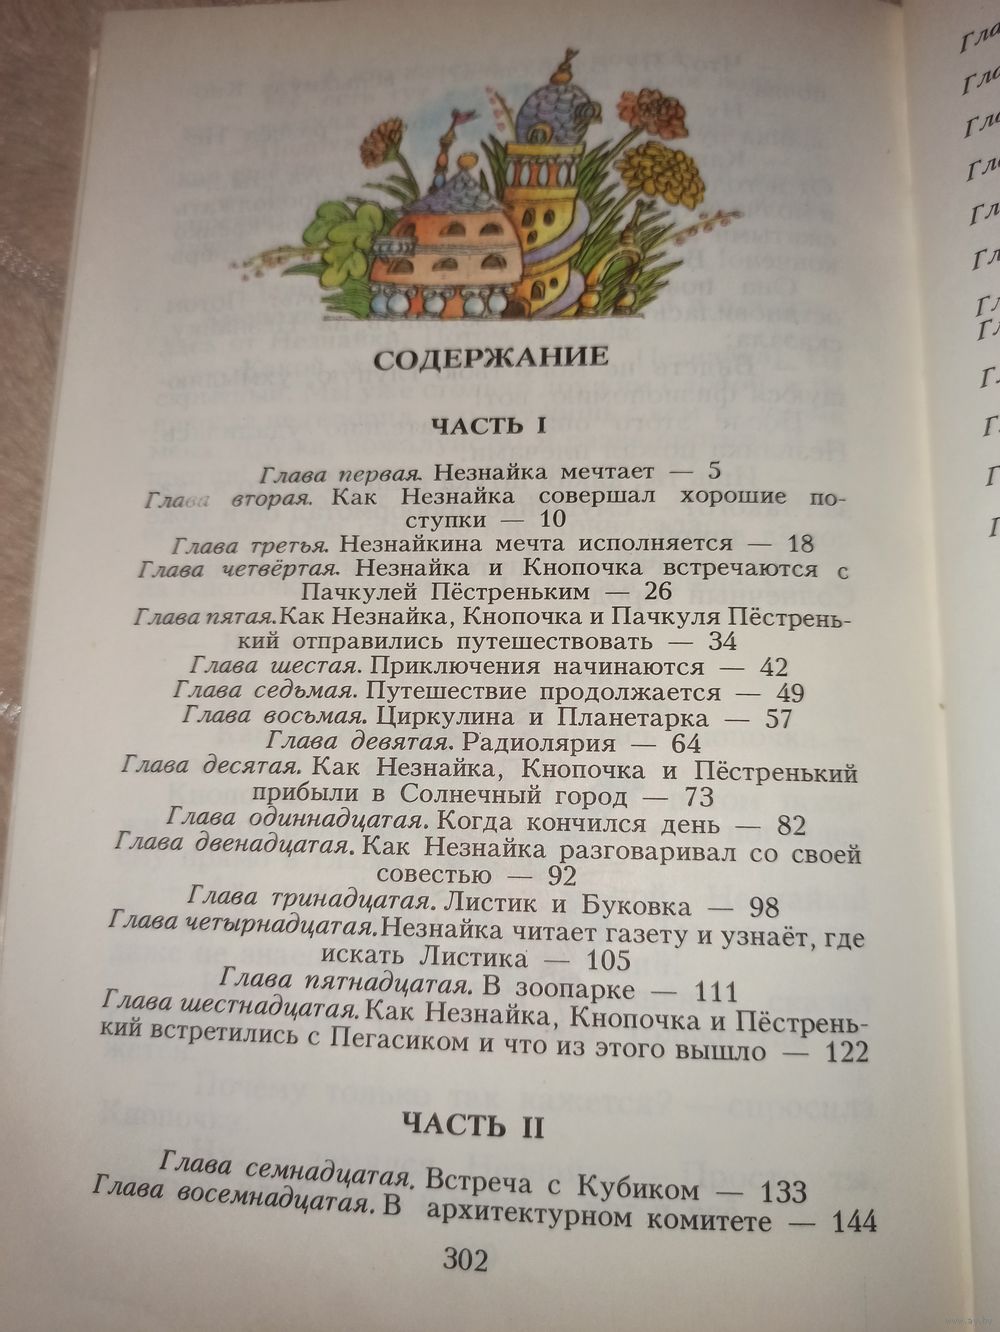 СОДЕРЖАНИЕ
ЧАСТЬ I
Глава первая. Незнайка мечтает — 5
Глава вторая. Как Незнайка совершал хорошие по-
ступки — 10
Глава третья. Незнайкина мечта исполняется — 18
Глава четвёртая. Незнайка и Кнопочка встречаются с
Пачкулей Пёстреньким — 26
Глава пятая. Как Незнайка, Кнопочка и Пачкуля Пёстрень-
кий отправились путешествовать — 34
Глава шестая. Приключения начинаются — 42
Глава седьмая. Путешествие продолжается — 49
Глава восьмая. Циркулина и Планетарка — 57
Глава девятая. Радиолярия — 64
Глава десятая. Как Незнайка, Кнопочка и Пёстренький
прибыли в Солнечный город — 73
Глава одиннадцатая. Когда кончился день — 82
Глава двенадцатая. Как Незнайка разговаривал со своей
совестью — 92
Глава тринадцатая. Листик и Буковка — 98
Глава четырнадцатая. Незнайка читает газету и узнаёт, где
искать Листика — 105
Глава пятнадцатая. В зоопарке — 111
Глава шестнадцатая. Как Незнайка, Кнопочка и Пёстрень-
кий встретились с Пегасиком и что из этого вышло — 122
ЧАСТЬ II
Глава семнадцатая. Встреча с Кубиком — 133
Глава восемнадцатая. В архитектурном комитете — 144
302
www.ay.by